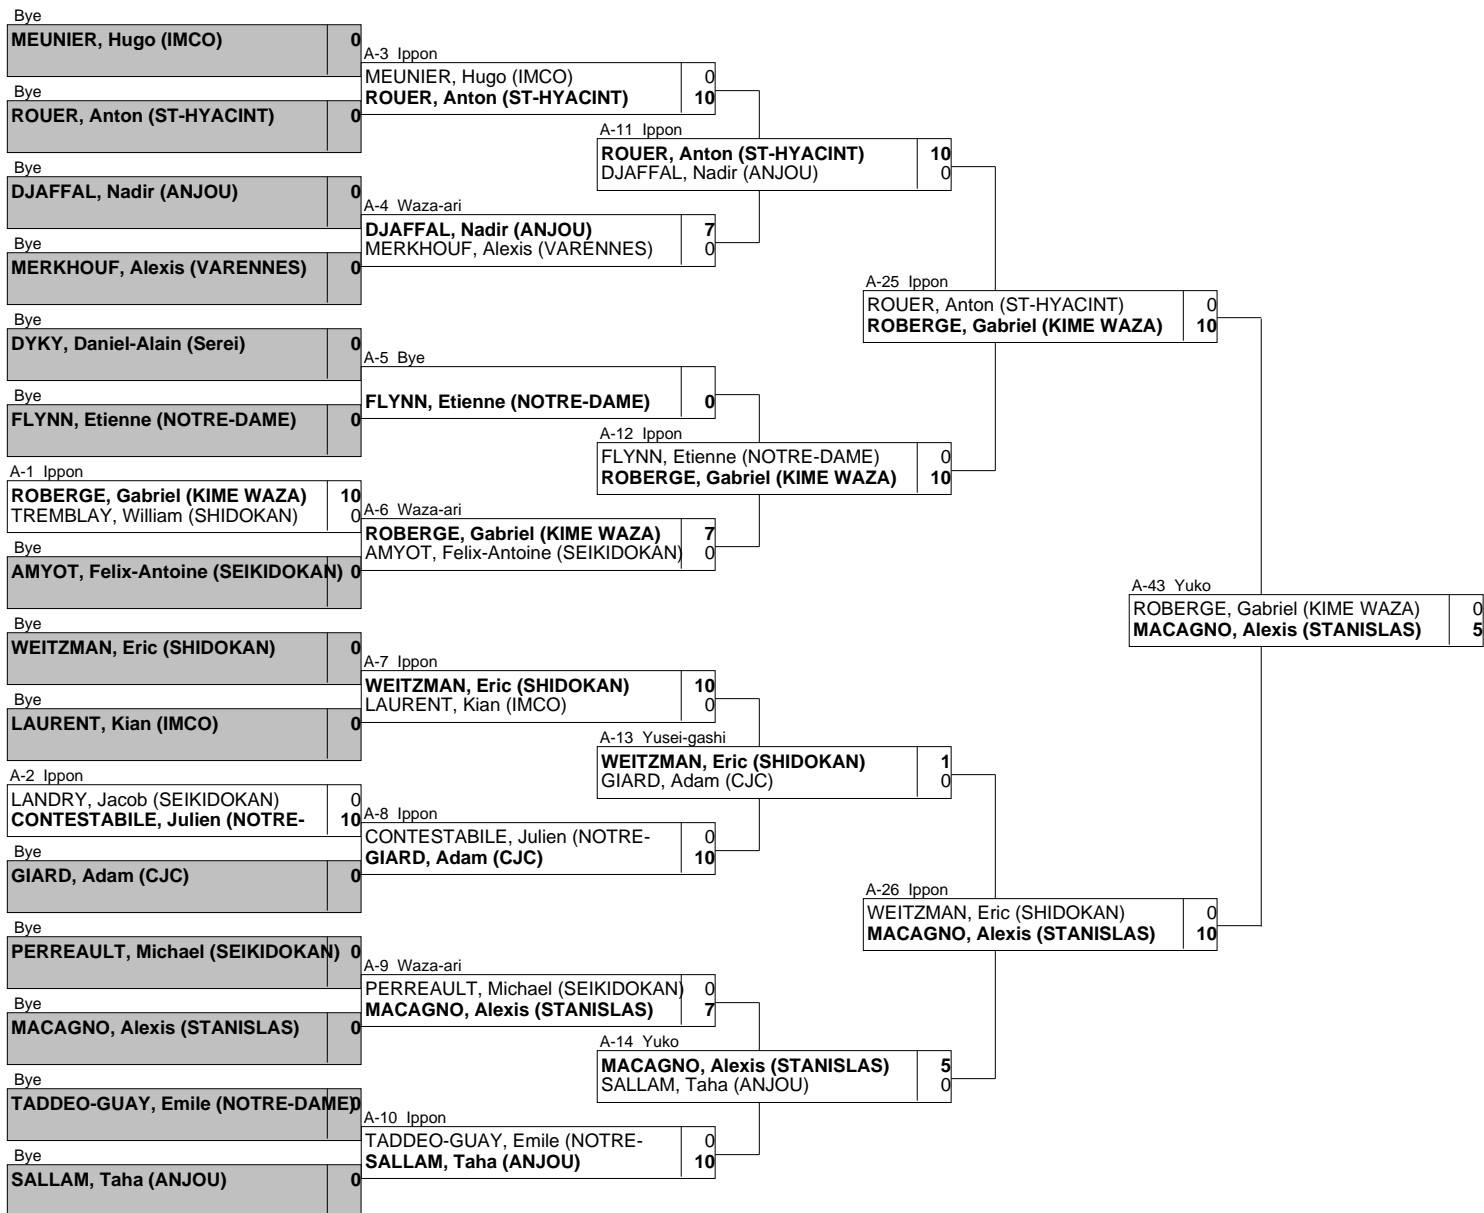 Bye
MEUNIER, Hugo (IMCO) 0
Bye
ROUER, Anton (ST-HYACINT) 0
Bye
DJAFFAL, Nadir (ANJOU) 0
Bye
MERKHOUF, Alexis (VARENNES) 0
Bye
DYKY, Daniel-Alain (Serei) 0
Bye
FLYNN, Etienne (NOTRE-DAME) 0
A-1 Ippon
ROBERGE, Gabriel (KIME WAZA) 10
TREMBLAY, William (SHIDOKAN) 0
Bye
AMYOT, Felix-Antoine (SEIKIDOKAN) 0
Bye
WEITZMAN, Eric (SHIDOKAN) 0
Bye
LAURENT, Kian (IMCO) 0
A-2 Ippon
LANDRY, Jacob (SEIKIDOKAN) 0
CONTESTABILE, Julien (NOTRE- 10
Bye
GIARD, Adam (CJC) 0
Bye
PERREAULT, Michael (SEIKIDOKAN) 0
Bye
MACAGNO, Alexis (STANISLAS) 0
Bye
TADDEO-GUAY, Emile (NOTRE-DAME) 0
Bye
SALLAM, Taha (ANJOU) 0
A-3 Ippon
MEUNIER, Hugo (IMCO) 0
ROUER, Anton (ST-HYACINT) 10
A-4 Waza-ari
DJAFFAL, Nadir (ANJOU) 7
MERKHOUF, Alexis (VARENNES) 0
A-5 Bye
FLYNN, Etienne (NOTRE-DAME) 0
A-6 Waza-ari
ROBERGE, Gabriel (KIME WAZA) 7
AMYOT, Felix-Antoine (SEIKIDOKAN) 0
A-7 Ippon
WEITZMAN, Eric (SHIDOKAN) 10
LAURENT, Kian (IMCO) 0
A-8 Ippon
CONTESTABILE, Julien (NOTRE- 0
GIARD, Adam (CJC) 10
A-9 Waza-ari
PERREAULT, Michael (SEIKIDOKAN) 0
MACAGNO, Alexis (STANISLAS) 7
A-10 Ippon
TADDEO-GUAY, Emile (NOTRE- 0
SALLAM, Taha (ANJOU) 10
A-11 Ippon
ROUER, Anton (ST-HYACINT) 10
DJAFFAL, Nadir (ANJOU) 0
A-12 Ippon
FLYNN, Etienne (NOTRE-DAME) 0
ROBERGE, Gabriel (KIME WAZA) 10
A-13 Yusei-gashi
WEITZMAN, Eric (SHIDOKAN) 1
GIARD, Adam (CJC) 0
A-14 Yuko
MACAGNO, Alexis (STANISLAS) 5
SALLAM, Taha (ANJOU) 0
A-25 Ippon
ROUER, Anton (ST-HYACINT) 0
ROBERGE, Gabriel (KIME WAZA) 10
A-26 Ippon
WEITZMAN, Eric (SHIDOKAN) 0
MACAGNO, Alexis (STANISLAS) 10
A-43 Yuko
ROBERGE, Gabriel (KIME WAZA) 0
MACAGNO, Alexis (STANISLAS) 5